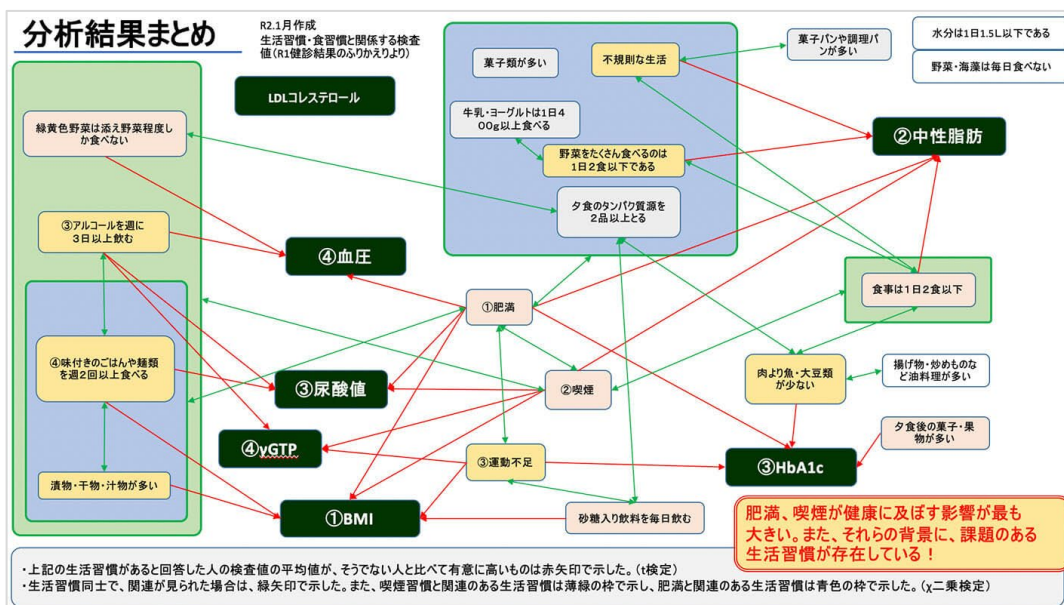 分析結果まとめ
R2.1月作成
生活習慣・食習慣と関係する検査
値(R1健診結果のふりかえりより)
LDLコレステロール
菓子類が多い
不規則な生活
菓子パンや調理パ
ンが多い
水分は1日1.5L以下である
野菜・海藻は毎日食べない
牛乳・ヨーグルトは1日4
00g以上食べる
野菜をたくさん食べるのは
1日2食以下である
夕食のタンパク質源を
2品以上とる
②中性脂肪
緑黄色野菜は添え野菜程度し
か食べない
③アルコールを週に
3日以上飲む
④血圧
①肥満
食事は1日2食以下
④味付きのごはんや麺類
を週2回以上食べる
③尿酸値
②喫煙
肉より魚・大豆類
が少ない
揚げ物・炒めものな
ど油料理が多い
④γGTP
③運動不足
③HbA1c
夕食後の菓子・果
物が多い
漬物・干物・汁物が多い
①BMI
砂糖入り飲料を毎日飲む
肥満、喫煙が健康に及ぼす影響が最も
大きい。また、それらの背景に、課題のある
生活習慣が存在している！
・上記の生活習慣があると回答した人の検査値の平均値が、そうでない人と比べて有意に高いものは赤矢印で示した。(t検定)
・生活習慣同士で、関連が見られた場合は、緑矢印で示した。また、喫煙習慣と関連のある生活習慣は薄緑の枠で示し、肥満と関連のある生活習慣は青色の枠で示した。(χ二乗検定)